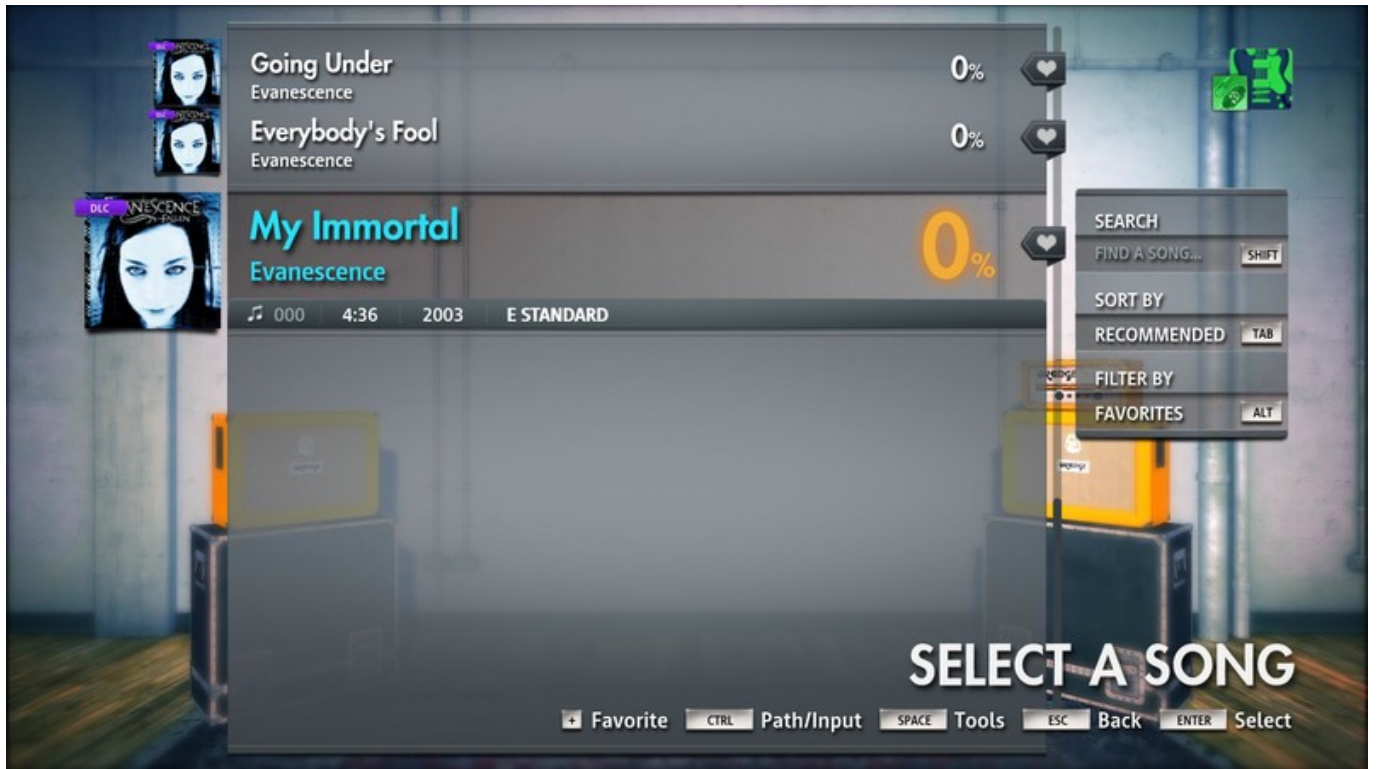 Going Under
Evanescence
0%
Everybody's Fool
Evanescence
0%
DLC
My Immortal
Evanescence
0%
000 4:36 2003 E STANDARD
SEARCH
FIND A SONG... SHIFT
SORT BY
RECOMMENDED TAB
FILTER BY
FAVORITES ALT
SELECT A SONG
+ Favorite CTRL Path/Input SPACE Tools ESC Back ENTER Select